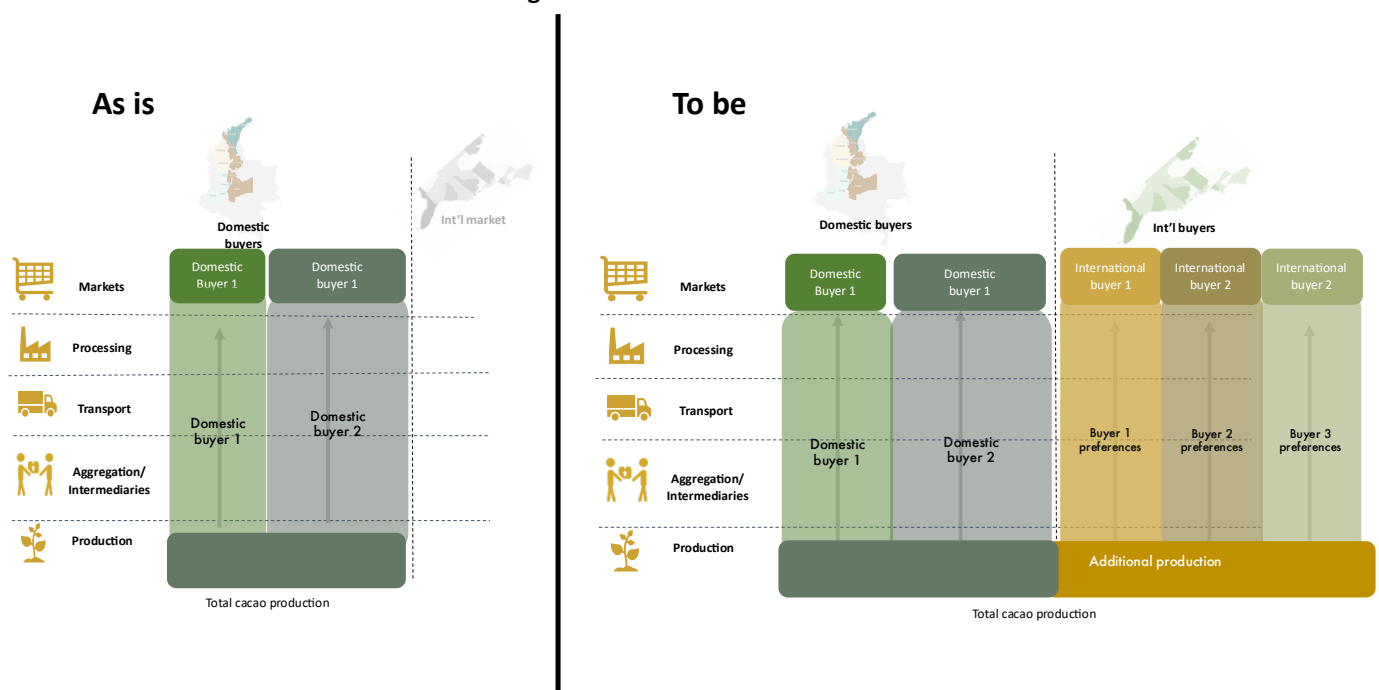 As is
Domestic
buyers
Int'l market
Domestic
Buyer 1
Domestic
buyer 1
Markets
Processing
Transport
Aggregation/
Intermediaries
Production
Domestic
buyer 1
Domestic
buyer 2
Total cacao production
To be
Domestic buyers
Int'l buyers
Domestic
Buyer 1
Domestic
buyer 1
International
buyer 1
International
buyer 2
International
buyer 2
Markets
Processing
Transport
Aggregation/
Intermediaries
Production
Domestic
buyer 1
Domestic
buyer 2
Buyer 1
preferences
Buyer 2
preferences
Buyer 3
preferences
Additional production
Total cacao production